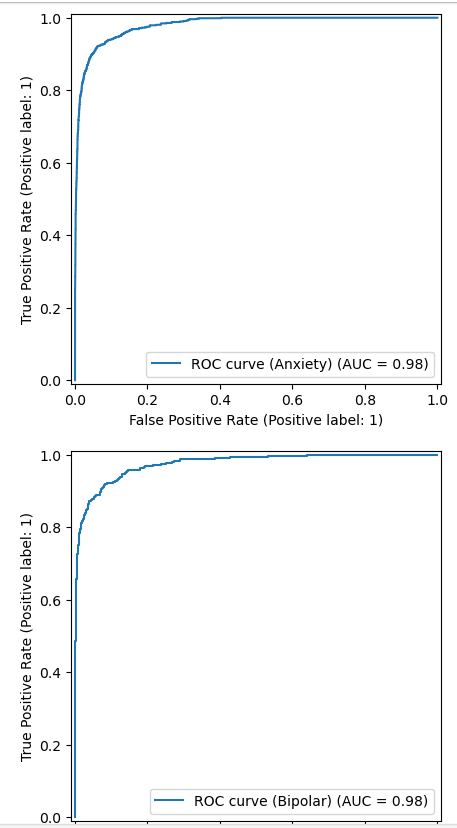 1.0
0.8
0.6
0.4
0.2
0.0
True Positive Rate (Positive label: 1)
ROC curve (Anxiety) (AUC = 0.98)
0.0 0.2 0.4 0.6 0.8 1.0
False Positive Rate (Positive label: 1)
1.0
0.8
0.6
0.4
0.2
0.0
True Positive Rate (Positive label: 1)
ROC curve (Bipolar) (AUC = 0.98)